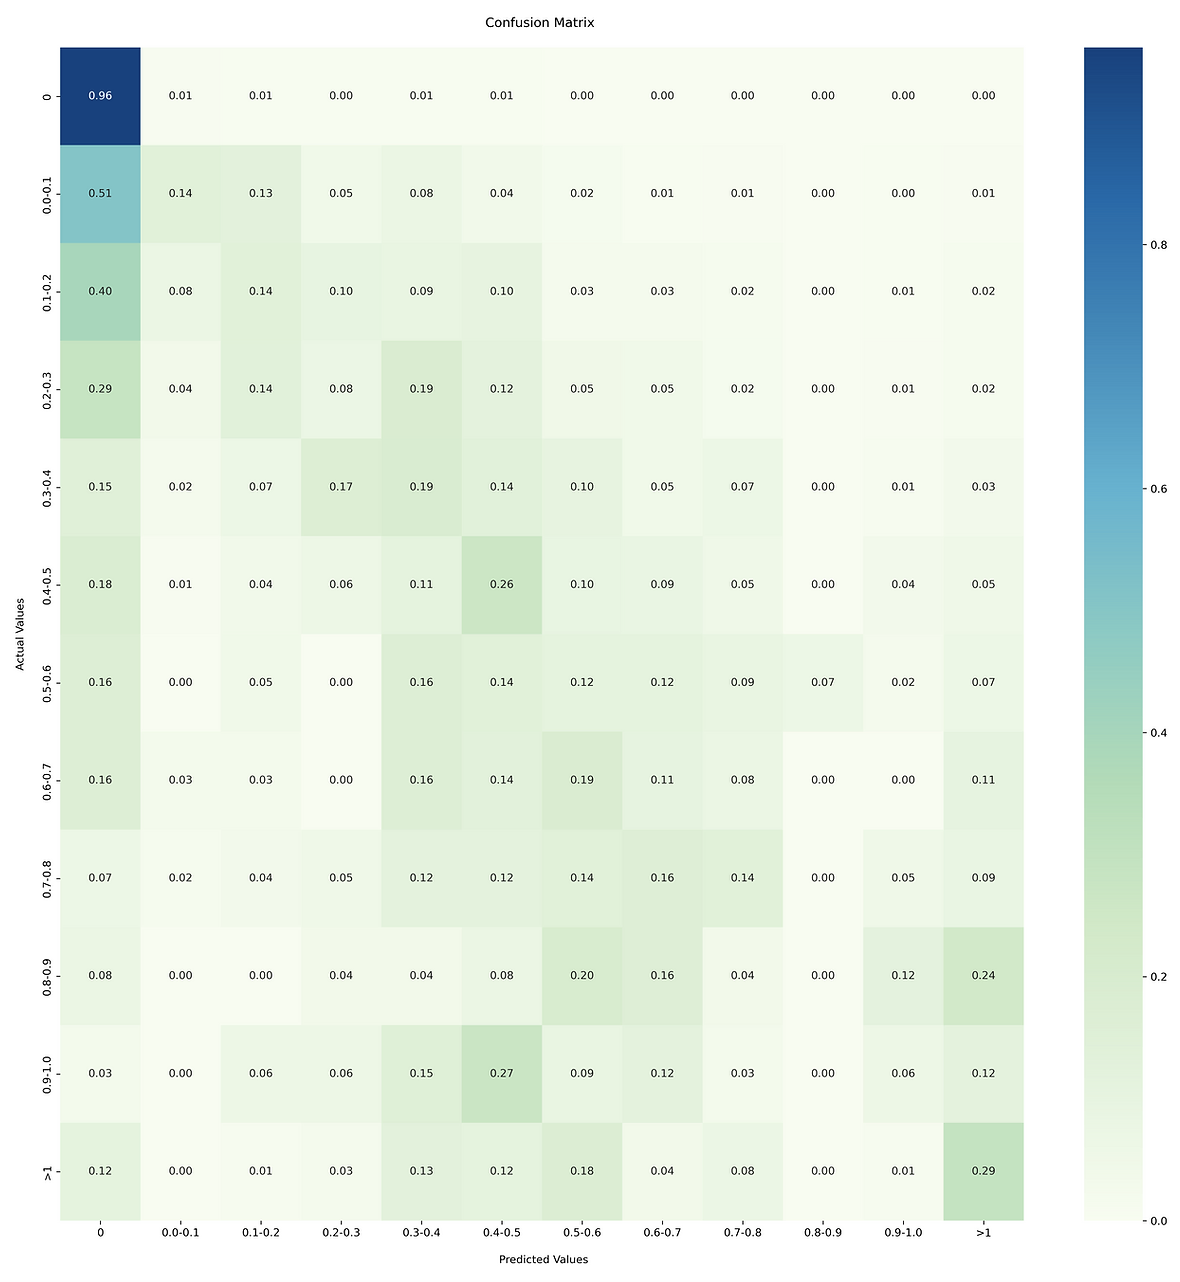 Confusion Matrix
0 0.96 0.01 0.01 0.00 0.01 0.01 0.00 0.00 0.00 0.00 0.00 0.00
0.0-0.1 0.51 0.14 0.13 0.05 0.08 0.04 0.02 0.01 0.01 0.00 0.00 0.01
0.1-0.2 0.40 0.08 0.14 0.10 0.09 0.10 0.03 0.03 0.02 0.00 0.01 0.02
0.2-0.3 0.29 0.04 0.14 0.08 0.19 0.12 0.05 0.05 0.02 0.00 0.01 0.02
0.3-0.4 0.15 0.02 0.07 0.17 0.19 0.14 0.10 0.05 0.07 0.00 0.01 0.03
0.4-0.5 0.18 0.01 0.04 0.06 0.11 0.26 0.10 0.09 0.05 0.00 0.04 0.05
0.5-0.6 0.16 0.00 0.05 0.00 0.16 0.14 0.12 0.12 0.09 0.07 0.02 0.07
0.6-0.7 0.16 0.03 0.03 0.00 0.16 0.14 0.19 0.11 0.08 0.00 0.00 0.11
0.7-0.8 0.07 0.02 0.04 0.05 0.12 0.12 0.14 0.16 0.14 0.00 0.05 0.09
0.8-0.9 0.08 0.00 0.00 0.04 0.04 0.08 0.20 0.16 0.04 0.00 0.12 0.24
0.9-1.0 0.03 0.00 0.06 0.06 0.15 0.27 0.09 0.12 0.03 0.00 0.06 0.12
>1 0.12 0.00 0.01 0.03 0.13 0.12 0.18 0.04 0.08 0.00 0.01 0.29
0 0.0-0.1 0.1-0.2 0.2-0.3 0.3-0.4 0.4-0.5 0.5-0.6 0.6-0.7 0.7-0.8 0.8-0.9 0.9-1.0 >1
Predicted Values
Actual Values
0.8
0.6
0.4
0.2
0.0